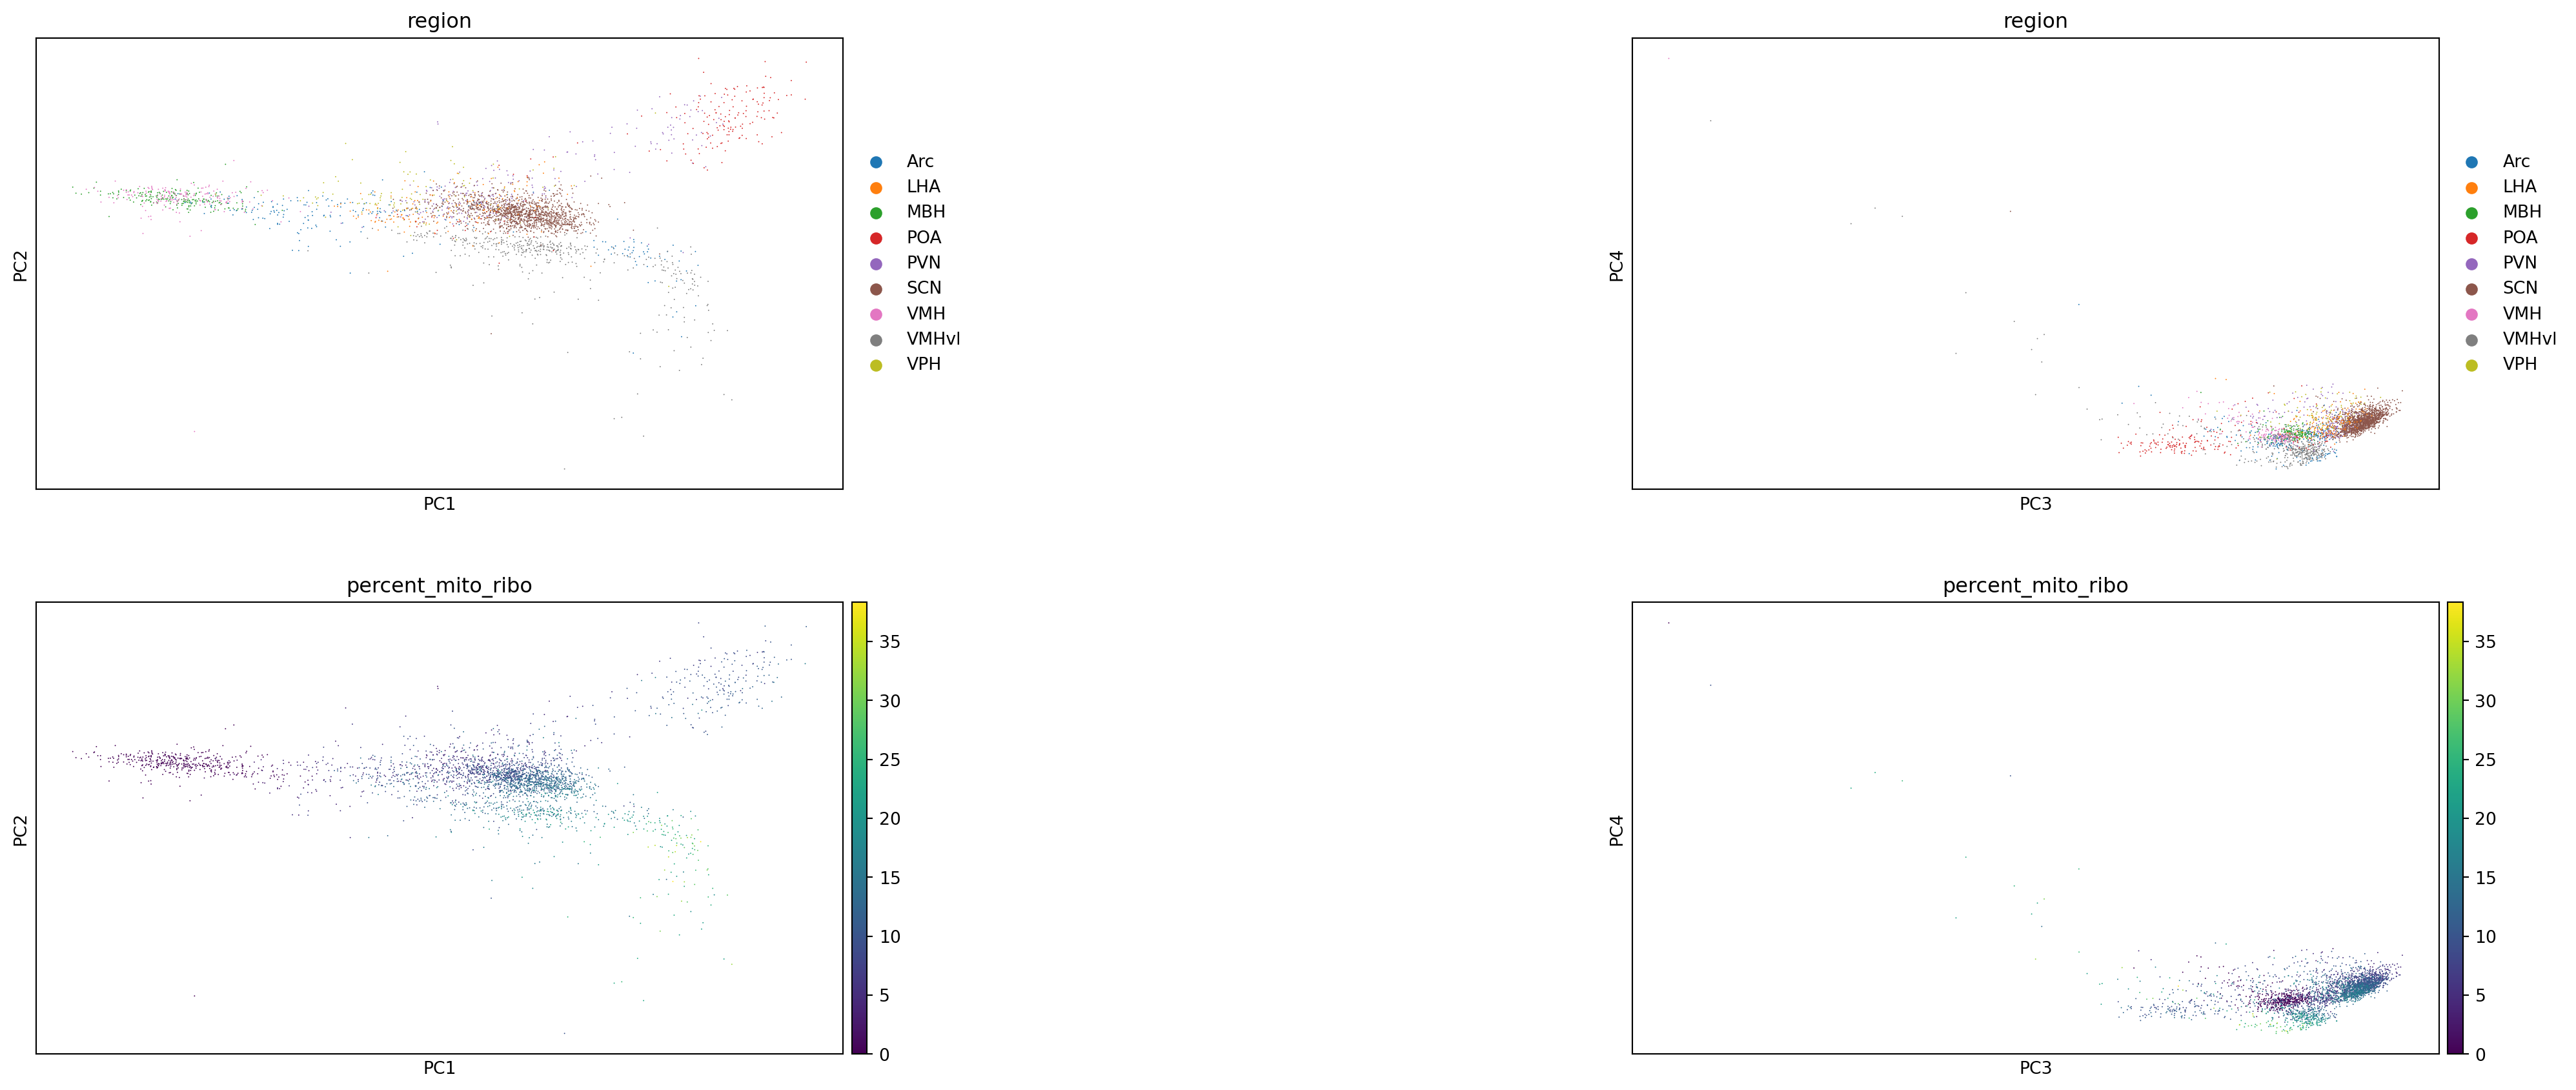 region
PC2
PC1
Arc
LHA
MBH
POA
PVN
SCN
VMH
VMHvl
VPH
region
PC4
PC3
Arc
LHA
MBH
POA
PVN
SCN
VMH
VMHvl
VPH
percent_mito_ribo
PC2
PC1
35
30
25
20
15
10
5
0
percent_mito_ribo
PC4
PC3
35
30
25
20
15
10
5
0